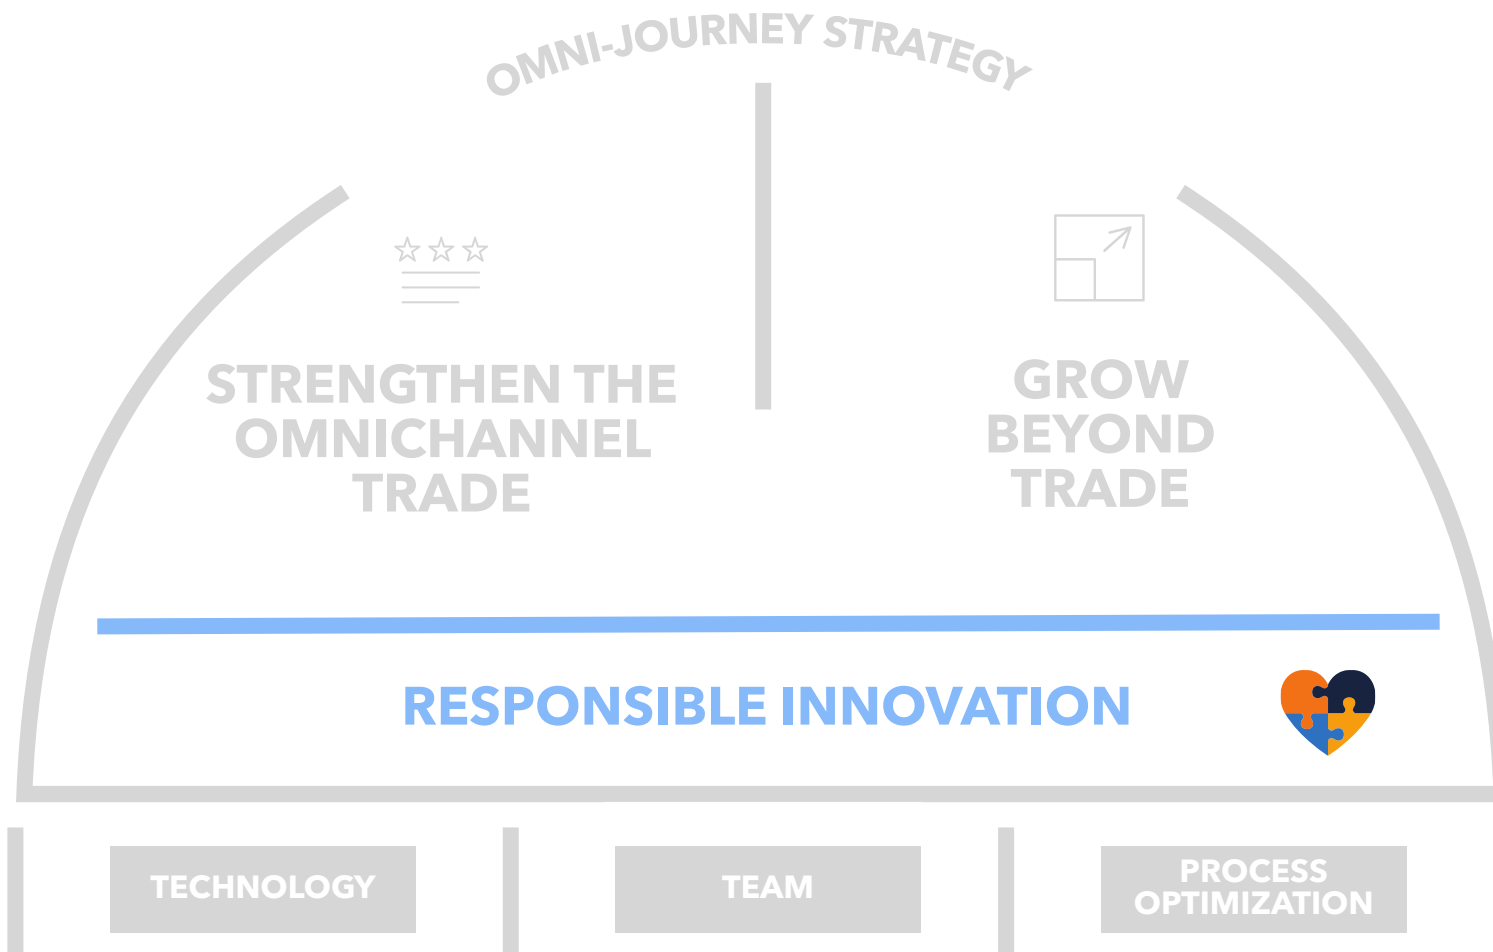 OMNI-JOURNEY STRATEGY
STRENGTHEN THE
OMNICHANNEL
TRADE
GROW
BEYOND
TRADE
RESPONSIBLE INNOVATION
TECHNOLOGY
TEAM
PROCESS
OPTIMIZATION